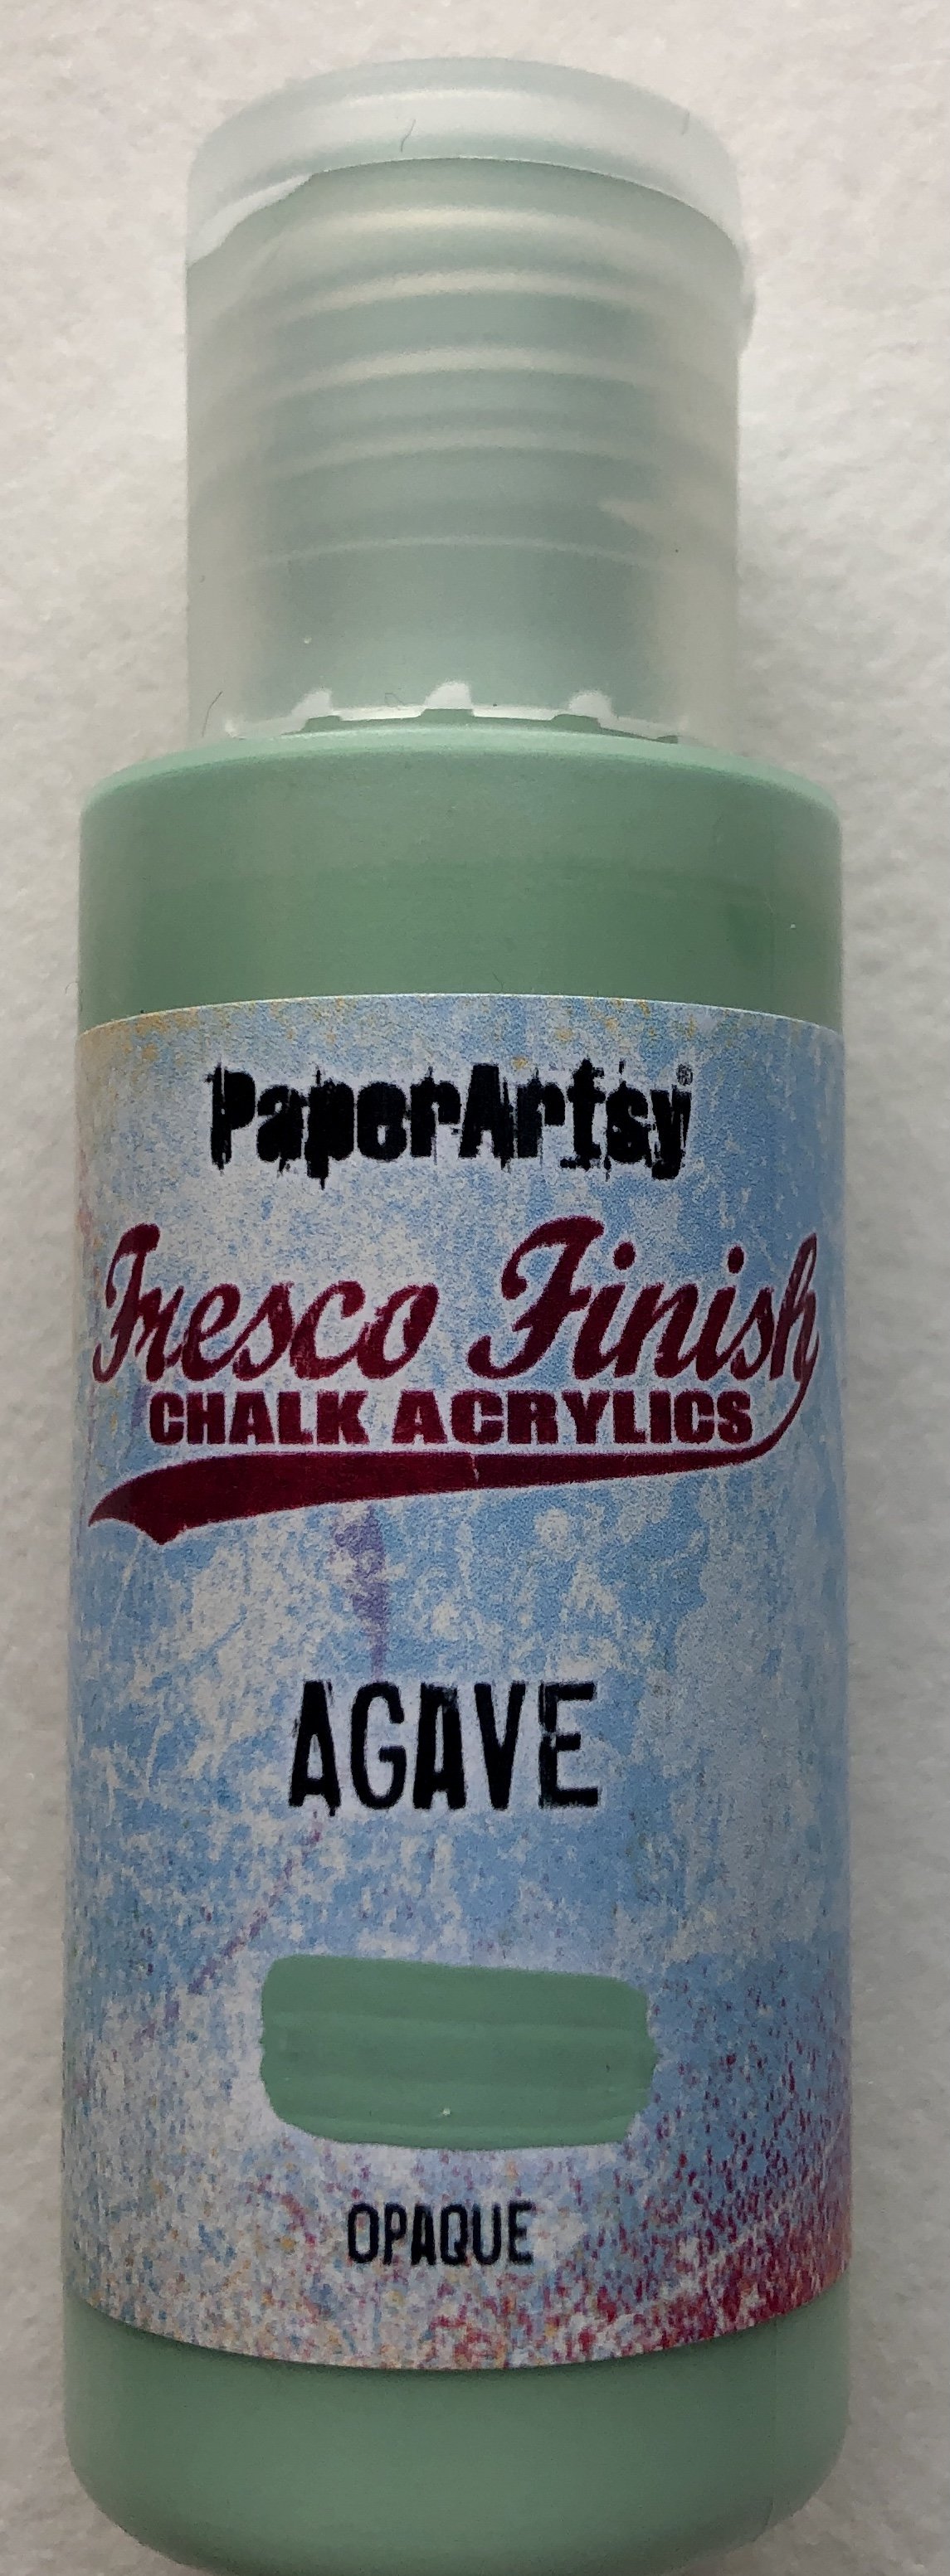 PaperArtsy®
Fresco Finish
CHALK ACRYLICS
AGAVE
OPAQUE